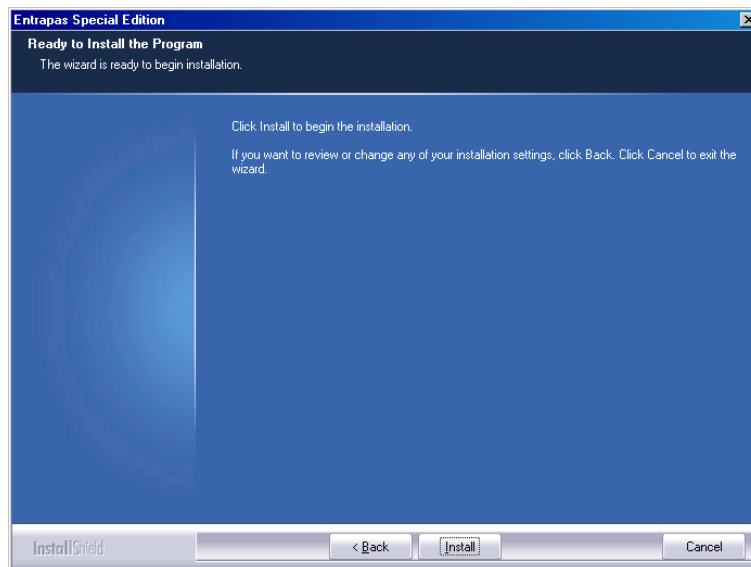 Entrapas Special Edition
Ready to Install the Program
The wizard is ready to begin installation.
Click Install to begin the installation.
If you want to review or change any of your installation settings, click Back. Click Cancel to exit the
wizard.
InstallShield
< Back
Install
Cancel